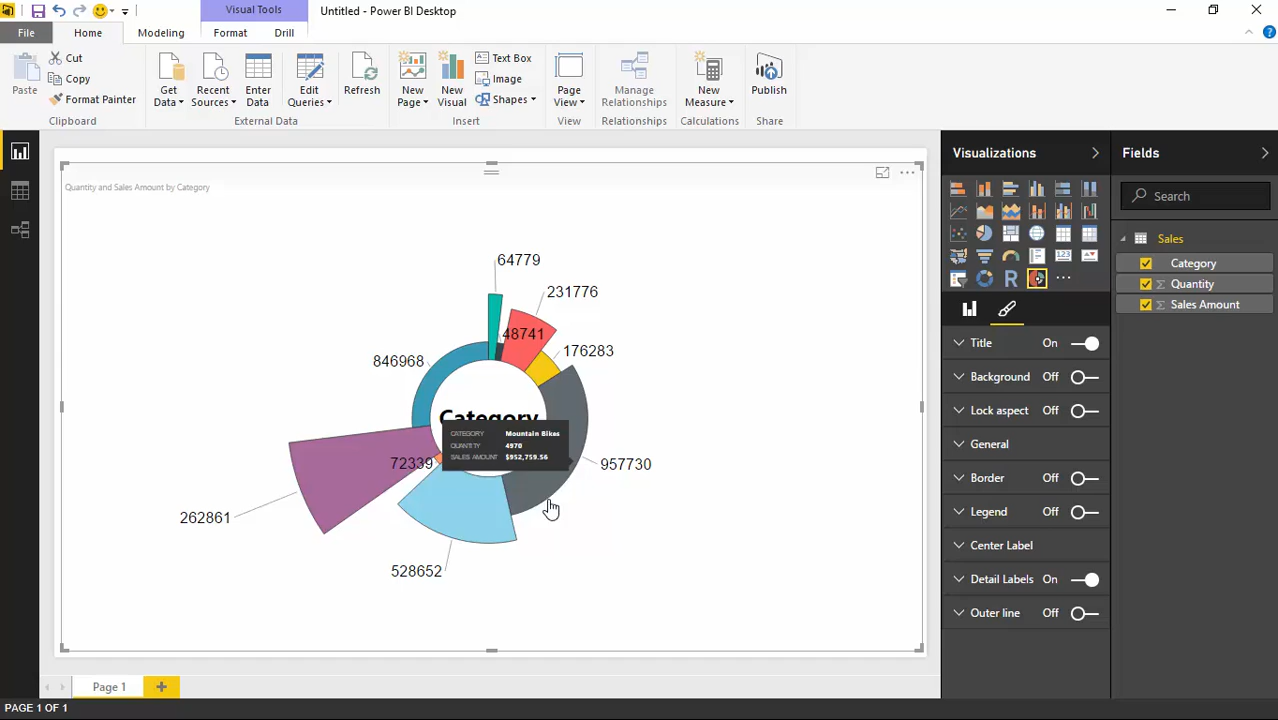 Visual Tools
Untitled - Power BI Desktop
File
Home
Modeling
Format
Drill
Paste
Cut
Copy
Format Painter
Clipboard
Get Data
Recent Sources
Enter Data
Edit Queries
Refresh
External Data
New Page
New Visual
Text Box
Image
Shapes
Insert
Page View
View
Manage Relationships
Relationships
New Measure
Calculations
Publish
Share
Quantity and Sales Amount by Category
64779
231776
48741
176283
846968
Category
CATEGORY Mountain Bikes
QUANTITY 4970
SALES AMOUNT $952,759.56
72339
957730
262861
528652
Visualizations
R
Title On
Background Off
Lock aspect Off
General
Border Off
Legend Off
Center Label
Detail Labels On
Outer line Off
Fields
Search
Sales
Category
Σ Quantity
Σ Sales Amount
Page 1
PAGE 1 OF 1